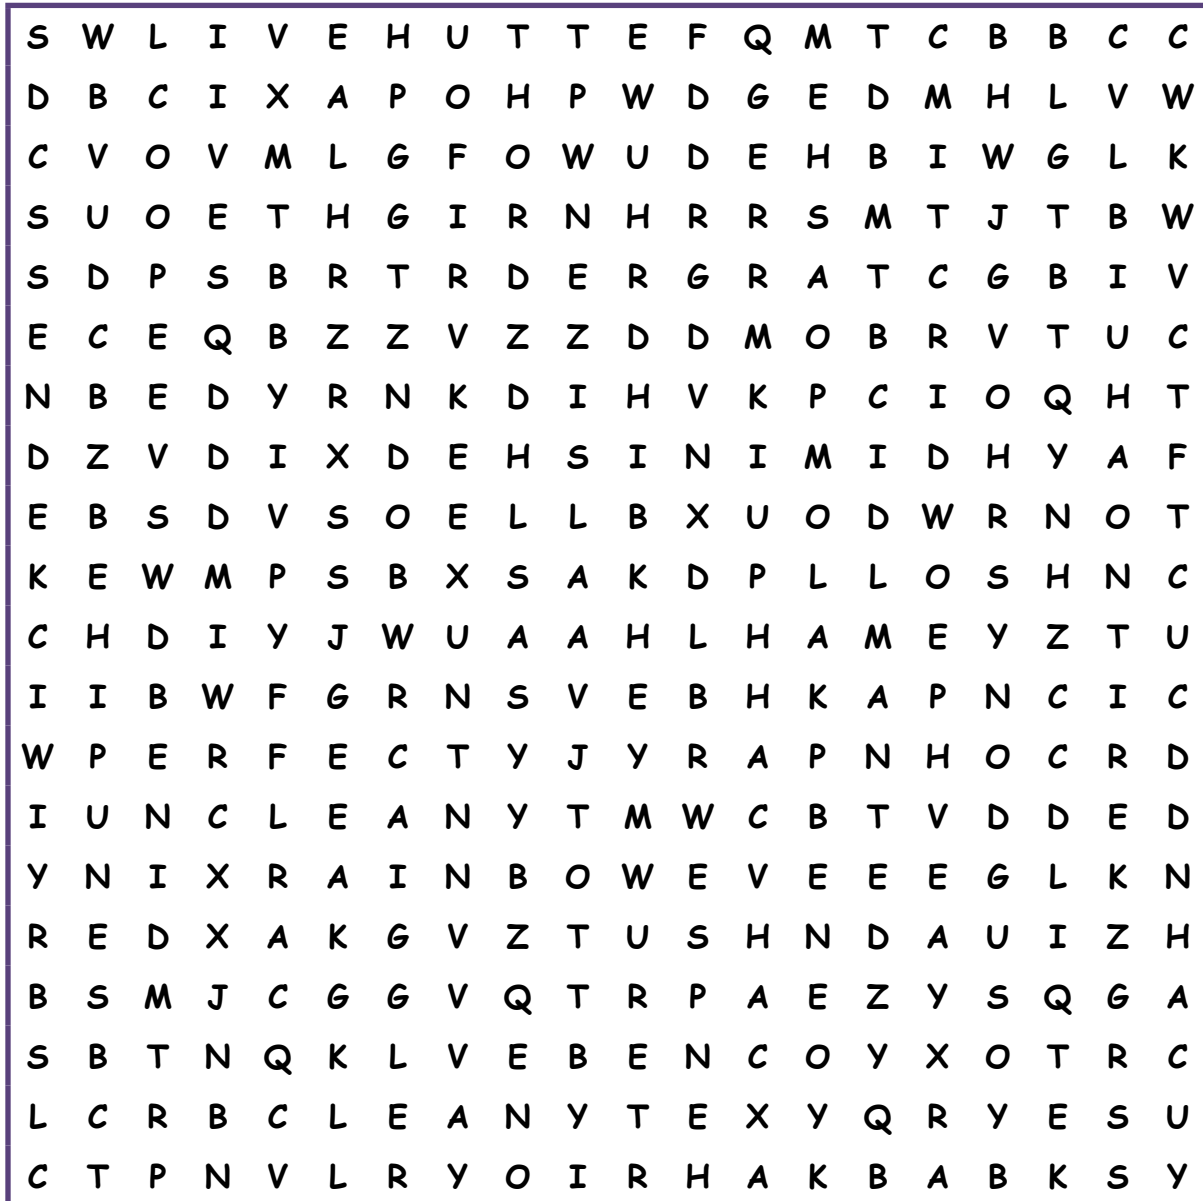 S W L I V E H U T T E F Q M T C B B C C
D B C I X A P O H P W D G E D M H L V W
C V O V M L G F O W U D E H B I W G L K
S U O E T H G I R N H R R S M T J T B W
S D P S B R T R D E R G R A T C G B I V
E C E Q B Z Z V Z Z D D M O B R V T U C
N B E D Y R N K D I H V K P C I O Q H T
D Z V D I X D E H S I N I M I D H Y A F
E B S D V S O E L L B X U O D W R N O T
K E W M P S B X S A K D P L L O S H N C
C H D I Y J W U A A H L H A M E Y Z T U
I I B W F G R N S V E B H K A P N C I C
W P E R F E C T Y J Y R A P N H O C R D
I U N C L E A N Y T M W C B T V D D E D
Y N I X R A I N B O W E V E E E G L K N
R E D X A K G V Z T U S H N D A U I Z H
B S M J C G G V Q T R P A E Z Y S Q G A
S B T N Q K L V E B E N C O Y X O T R C
L C R B C L E A N Y T E X Y Q R Y E S U
C T P N V L R Y O I R H A K B A B K S Y